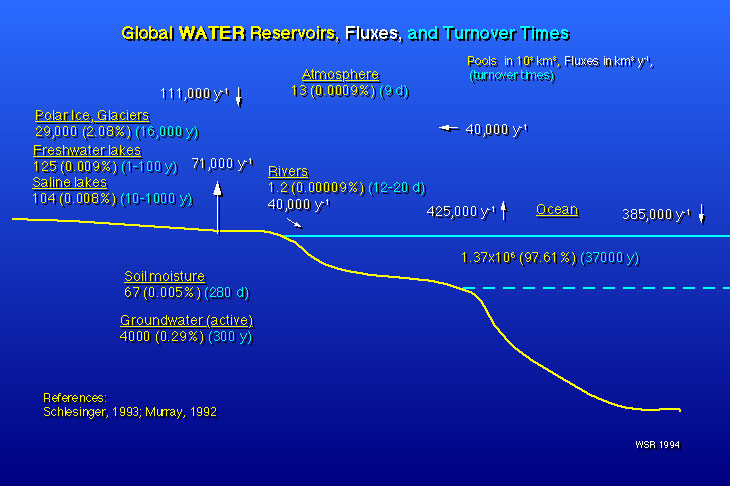 Global WATER Reservoirs, Fluxes, and Turnover Times
Pools in 10³ km³, Fluxes in km³ y⁻¹,
(turnover times)
Atmosphere
13 (0.0009%) (9 d)
111,000 y⁻¹
40,000 y⁻¹
Polar Ice, Glaciers
29,000 (2.08%) (16,000 y)
Freshwater lakes
125 (0.009%) (1-100 y)
Saline lakes
104 (0.008%) (10-1000 y)
71,000 y⁻¹
Rivers
1.2 (0.00009%) (12-20 d)
40,000 y⁻¹
425,000 y⁻¹
Ocean
385,000 y⁻¹
1.37x10⁶ (97.61%) (37000 y)
Soil moisture
67 (0.005%) (280 d)
Groundwater (active)
4000 (0.29%) (300 y)
References:
Schlesinger, 1993; Murray, 1992
WSR 1994